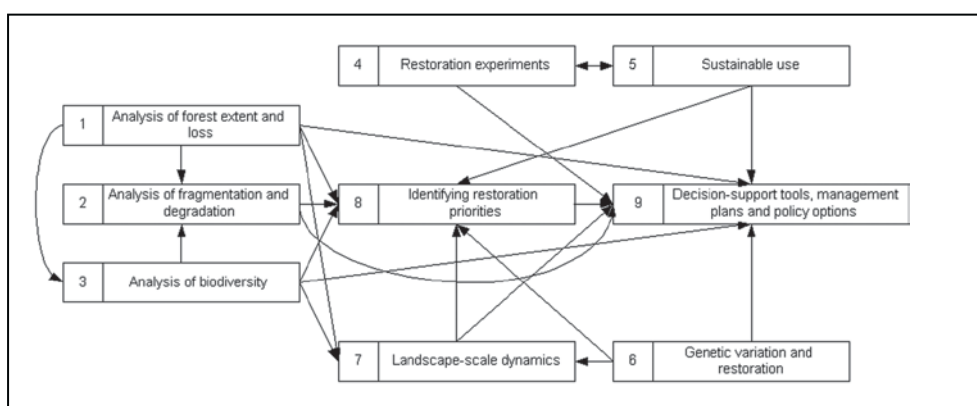 4 Restoration experiments
5 Sustainable use
1 Analysis of forest extent and
loss
2 Analysis of fragmentation and
degradation
8 Identifying restoration
priorities
9 Decision-support tools, management
plans and policy options
3 Analysis of biodiversity
7 Landscape-scale dynamics
6 Genetic variation and
restoration